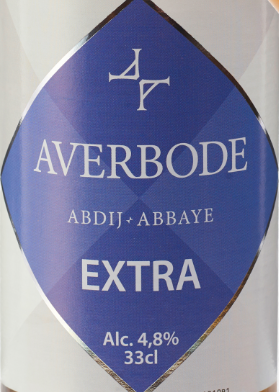 AVERBODE
ABDIJ + ABBAYE
EXTRA
Alc. 4,8%
33cl